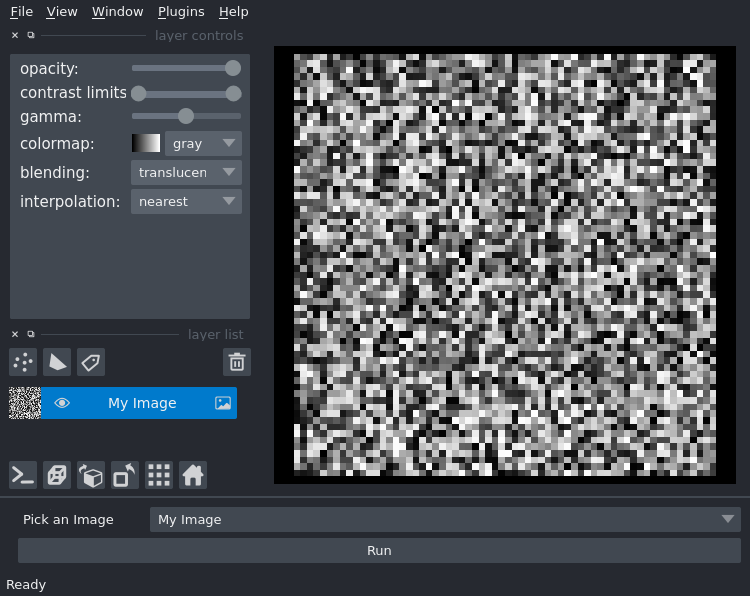 File View Window Plugins Help
layer controls
opacity:
contrast limits
gamma:
colormap: gray
blending: translucen
interpolation: nearest
layer list
My Image
Pick an Image My Image
Run
Ready